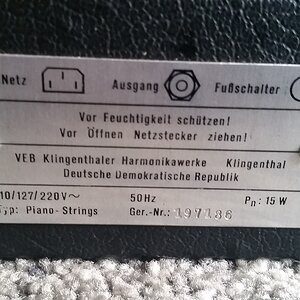 Netz Ausgang Fußschalter
Vor Feuchtigkeit schützen!
Vor Öffnen Netzstecker ziehen!
VEB Klingenthaler Harmonikawerke Klingenthal
Deutsche Demokratische Republik
10/127/220V~ 50Hz Pn: 15 W
Typ: Piano-Strings Ger.-Nr.: 197186